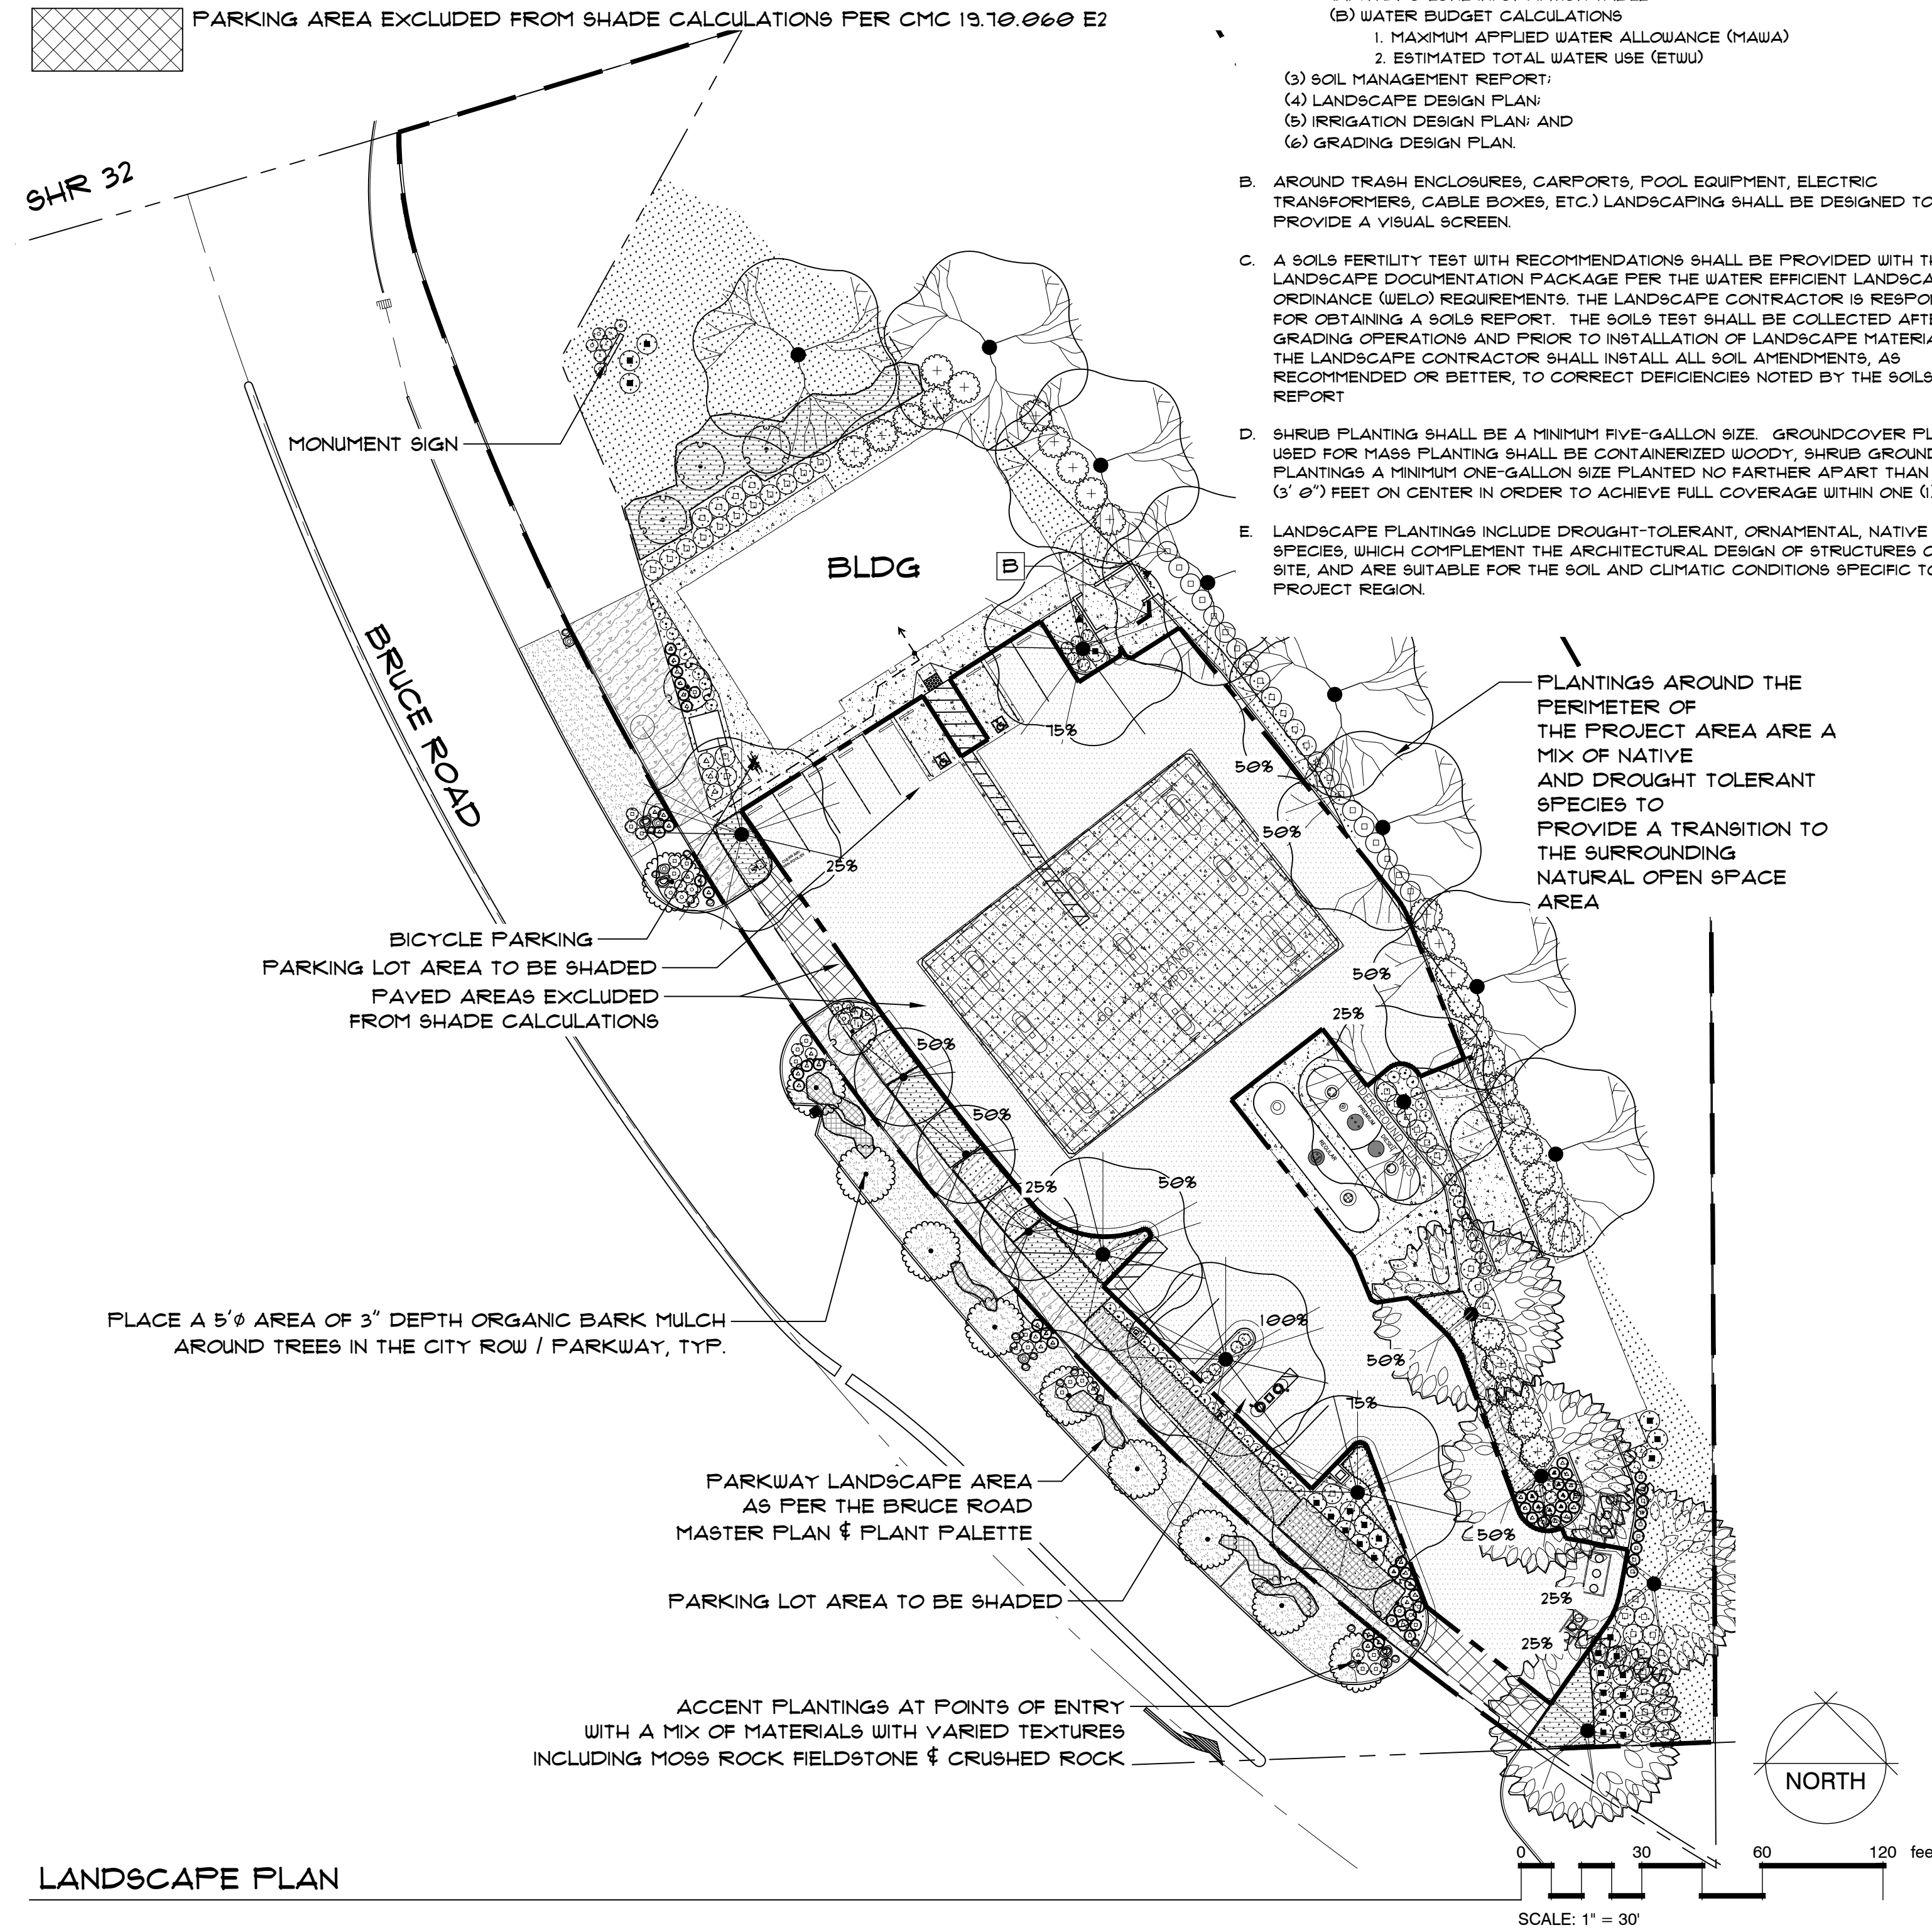 PARKING AREA EXCLUDED FROM SHADE CALCULATIONS PER CMC 19.70.060 E2
(B) WATER BUDGET CALCULATIONS
1. MAXIMUM APPLIED WATER ALLOWANCE (MAWA)
2. ESTIMATED TOTAL WATER USE (ETWU)
(3) SOIL MANAGEMENT REPORT;
(4) LANDSCAPE DESIGN PLAN;
(5) IRRIGATION DESIGN PLAN; AND
(6) GRADING DESIGN PLAN.
B. AROUND TRASH ENCLOSURES, CARPORTS, POOL EQUIPMENT, ELECTRIC
TRANSFORMERS, CABLE BOXES, ETC.) LANDSCAPING SHALL BE DESIGNED TO
PROVIDE A VISUAL SCREEN.
C. A SOILS FERTILITY TEST WITH RECOMMENDATIONS SHALL BE PROVIDED WITH
LANDSCAPE DOCUMENTATION PACKAGE PER THE WATER EFFICIENT
ORDINANCE (WELO) REQUIREMENTS. THE LANDSCAPE CONTRACTOR IS
FOR OBTAINING A SOILS REPORT. THE SOILS TEST SHALL BE COLLECTED
GRADING OPERATIONS AND PRIOR TO INSTALLATION OF LANDSCAPE
THE LANDSCAPE CONTRACTOR SHALL INSTALL ALL SOIL AMENDMENTS, AS
RECOMMENDED OR BETTER, TO CORRECT DEFICIENCIES NOTED BY THE SOILS
REPORT
D. SHRUB PLANTING SHALL BE A MINIMUM FIVE-GALLON SIZE. GROUNDCOVER
USED FOR MASS PLANTING SHALL BE CONTAINERIZED WOODY, SHRUB
PLANTINGS A MINIMUM ONE-GALLON SIZE PLANTED NO FARTHER APART THAN
(3' 0") FEET ON CENTER IN ORDER TO ACHIEVE FULL COVERAGE WITHIN ONE
E. LANDSCAPE PLANTINGS INCLUDE DROUGHT-TOLERANT, ORNAMENTAL, NATIVE
SPECIES, WHICH COMPLEMENT THE ARCHITECTURAL DESIGN OF STRUCTURES
SITE, AND ARE SUITABLE FOR THE SOIL AND CLIMATIC CONDITIONS SPECIFIC
PROJECT REGION.
SHR 32
MONUMENT SIGN
BLDG
B
BRUCE ROAD
PLANTINGS AROUND THE
PERIMETER OF
THE PROJECT AREA ARE A
MIX OF NATIVE
AND DROUGHT TOLERANT
SPECIES TO
PROVIDE A TRANSITION TO
THE SURROUNDING
NATURAL OPEN SPACE
AREA
75%
50%
50%
25%
BICYCLE PARKING
PARKING LOT AREA TO BE SHADED
PAVED AREAS EXCLUDED
FROM SHADE CALCULATIONS
CANOPY
50%
25%
50%
50%
UNDERGROUND
TANKS
PREMIUM
DIESEL
REGULAR
25%
50%
PLACE A 5'Ø AREA OF 3" DEPTH ORGANIC BARK MULCH
AROUND TREES IN THE CITY ROW / PARKWAY, TYP.
100%
50%
75%
PARKWAY LANDSCAPE AREA
AS PER THE BRUCE ROAD
MASTER PLAN & PLANT PALETTE
50%
PARKING LOT AREA TO BE SHADED
25%
25%
ACCENT PLANTINGS AT POINTS OF ENTRY
WITH A MIX OF MATERIALS WITH VARIED TEXTURES
INCLUDING MOSS ROCK FIELDSTONE & CRUSHED ROCK
NORTH
LANDSCAPE PLAN
0 30 60 120
SCALE: 1" = 30'